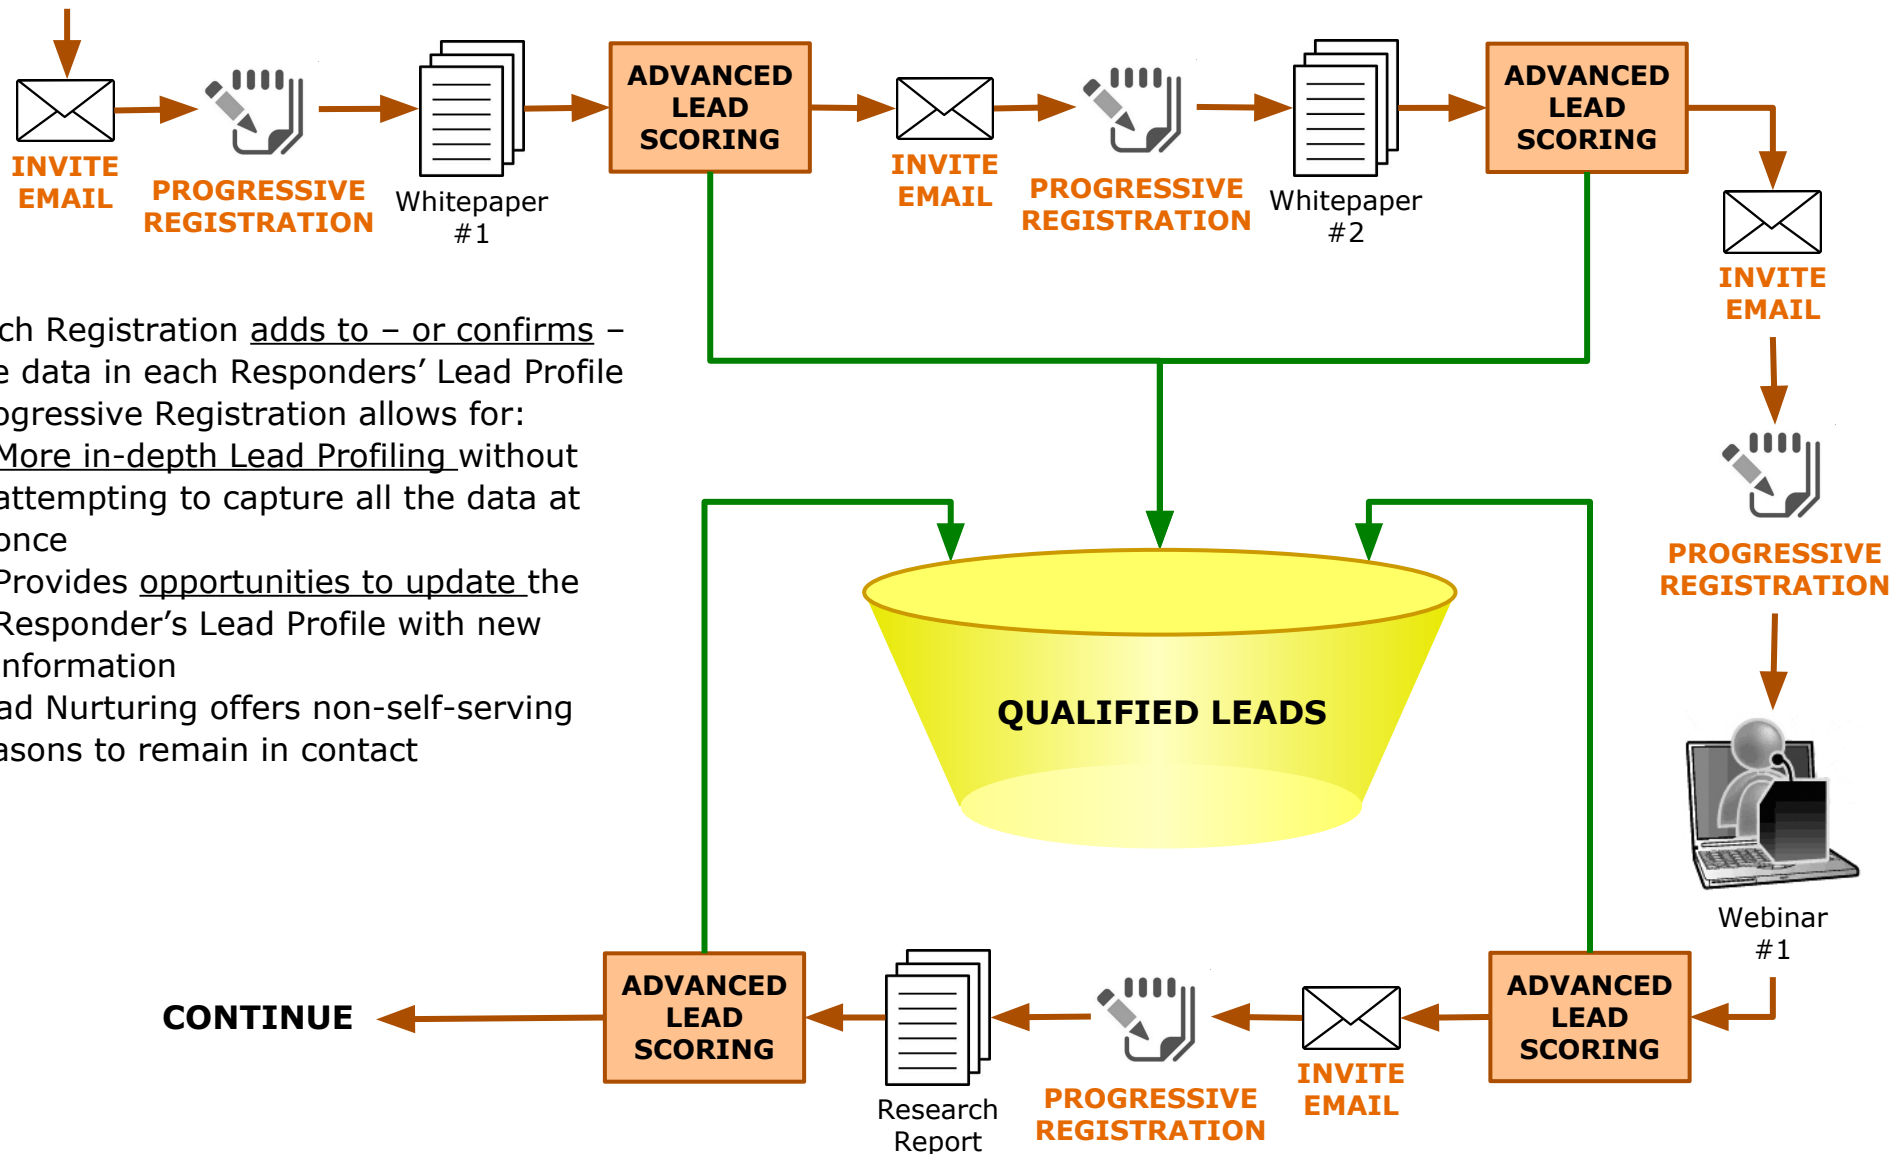 ADVANCED
LEAD
SCORING
ADVANCED
LEAD
SCORING
INVITE
EMAIL
PROGRESSIVE
REGISTRATION
Whitepaper
#1
INVITE
EMAIL
PROGRESSIVE
REGISTRATION
Whitepaper
#2
INVITE
EMAIL
ch Registration adds to – or confirms –
e data in each Responders’ Lead Profile
ogressive Registration allows for:
More in-depth Lead Profiling without
attempting to capture all the data at
once
Provides opportunities to update the
Responder’s Lead Profile with new
information
ad Nurturing offers non-self-serving
asons to remain in contact
PROGRESSIVE
REGISTRATION
QUALIFIED LEADS
Webinar
#1
CONTINUE
ADVANCED
LEAD
SCORING
Research
Report
PROGRESSIVE
REGISTRATION
INVITE
EMAIL
ADVANCED
LEAD
SCORING